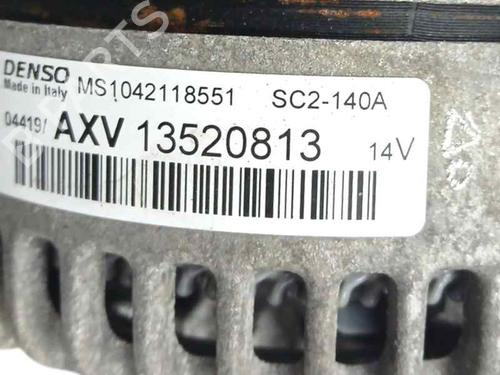 DENSO
Made in Italy MS1042118551 SC2-140A
04419/ AXV 13520813 14V